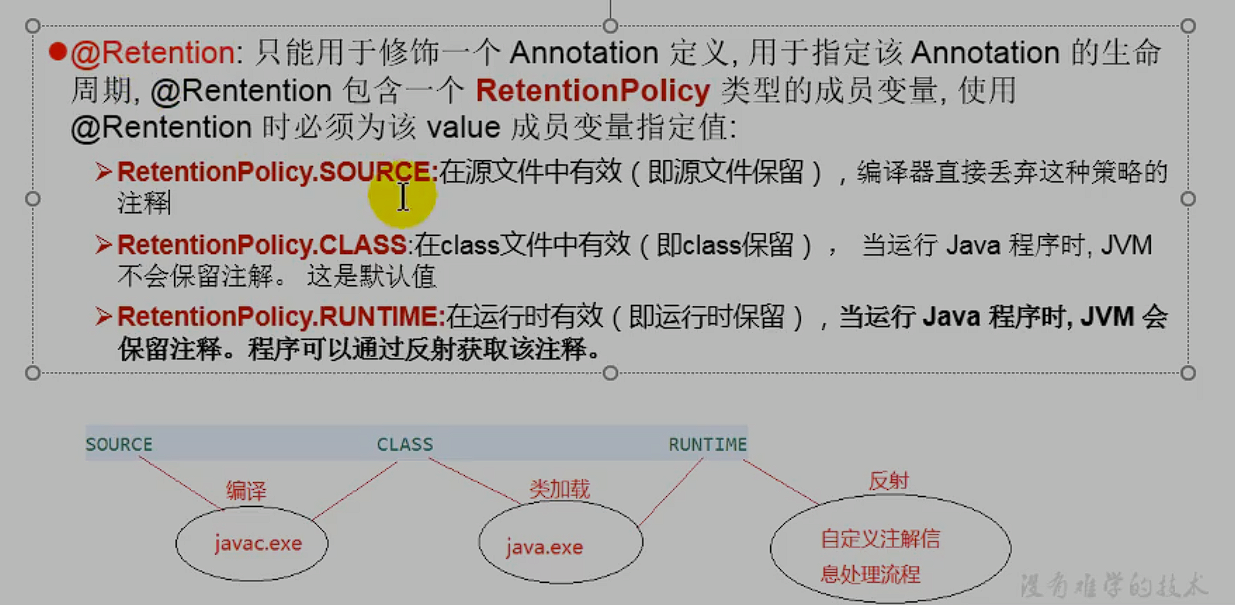 @Retention: 只能用于修饰一个 Annotation 定义, 用于指定该 Annotation 的生命
周期, @Rentention 包含一个 RetentionPolicy 类型的成员变量, 使用
@Rentention 时必须为该 value 成员变量指定值:
RetentionPolicy.SOURCE:在源文件中有效（即源文件保留），编译器直接丢弃这种策略的
注释
RetentionPolicy.CLASS:在class文件中有效（即class保留）， 当运行 Java 程序时, JVM
不会保留注解。 这是默认值
RetentionPolicy.RUNTIME:在运行时有效（即运行时保留）, 当运行 Java 程序时, JVM 会
保留注释。程序可以通过反射获取该注释。
SOURCE CLASS RUNTIME
编译 类加载 反射
javac.exe java.exe 自定义注解信
息处理流程
没有难学的技术